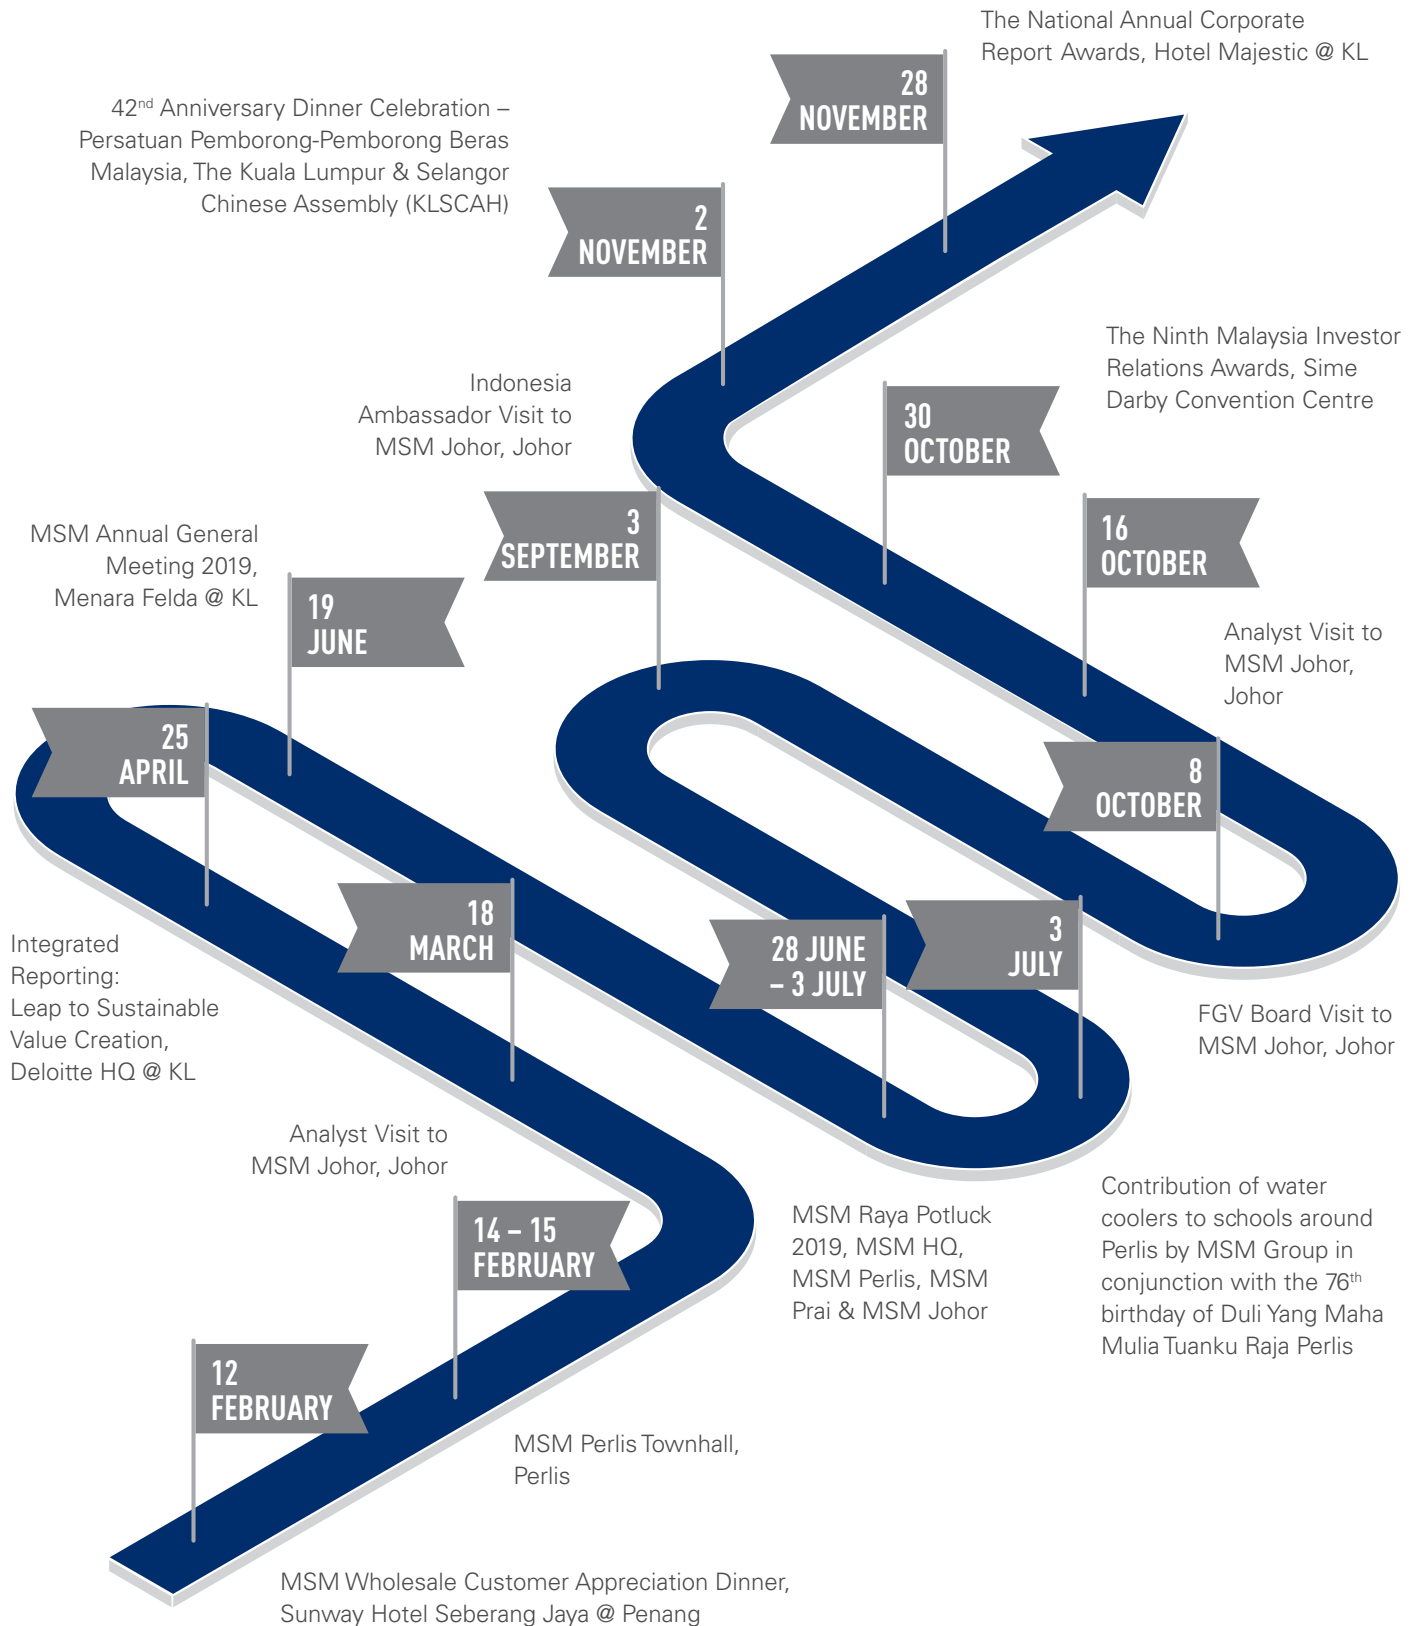 The National Annual Corporate
Report Awards, Hotel Majestic @ KL
28
NOVEMBER
42nd Anniversary Dinner Celebration –
Persatuan Pemborong-Pemborong Beras
Malaysia, The Kuala Lumpur & Selangor
Chinese Assembly (KLSCAH)
2
NOVEMBER
The Ninth Malaysia Investor
Relations Awards, Sime
Darby Convention Centre
30
OCTOBER
Indonesia
Ambassador Visit to
MSM Johor, Johor
3
SEPTEMBER
16
OCTOBER
Analyst Visit to
MSM Johor,
Johor
MSM Annual General
Meeting 2019,
Menara Felda @ KL
19
JUNE
25
APRIL
8
OCTOBER
FGV Board Visit to
MSM Johor, Johor
18
MARCH
28 JUNE
– 3 JULY
3
JULY
Integrated
Reporting:
Leap to Sustainable
Value Creation,
Deloitte HQ @ KL
Analyst Visit to
MSM Johor, Johor
MSM Raya Potluck
2019, MSM HQ,
MSM Perlis, MSM
Prai & MSM Johor
Contribution of water
coolers to schools around
Perlis by MSM Group in
conjunction with the 76th
birthday of Duli Yang Maha
Mulia Tuanku Raja Perlis
14 – 15
FEBRUARY
12
FEBRUARY
MSM Perlis Townhall,
Perlis
MSM Wholesale Customer Appreciation Dinner,
Sunway Hotel Seberang Jaya @ Penang